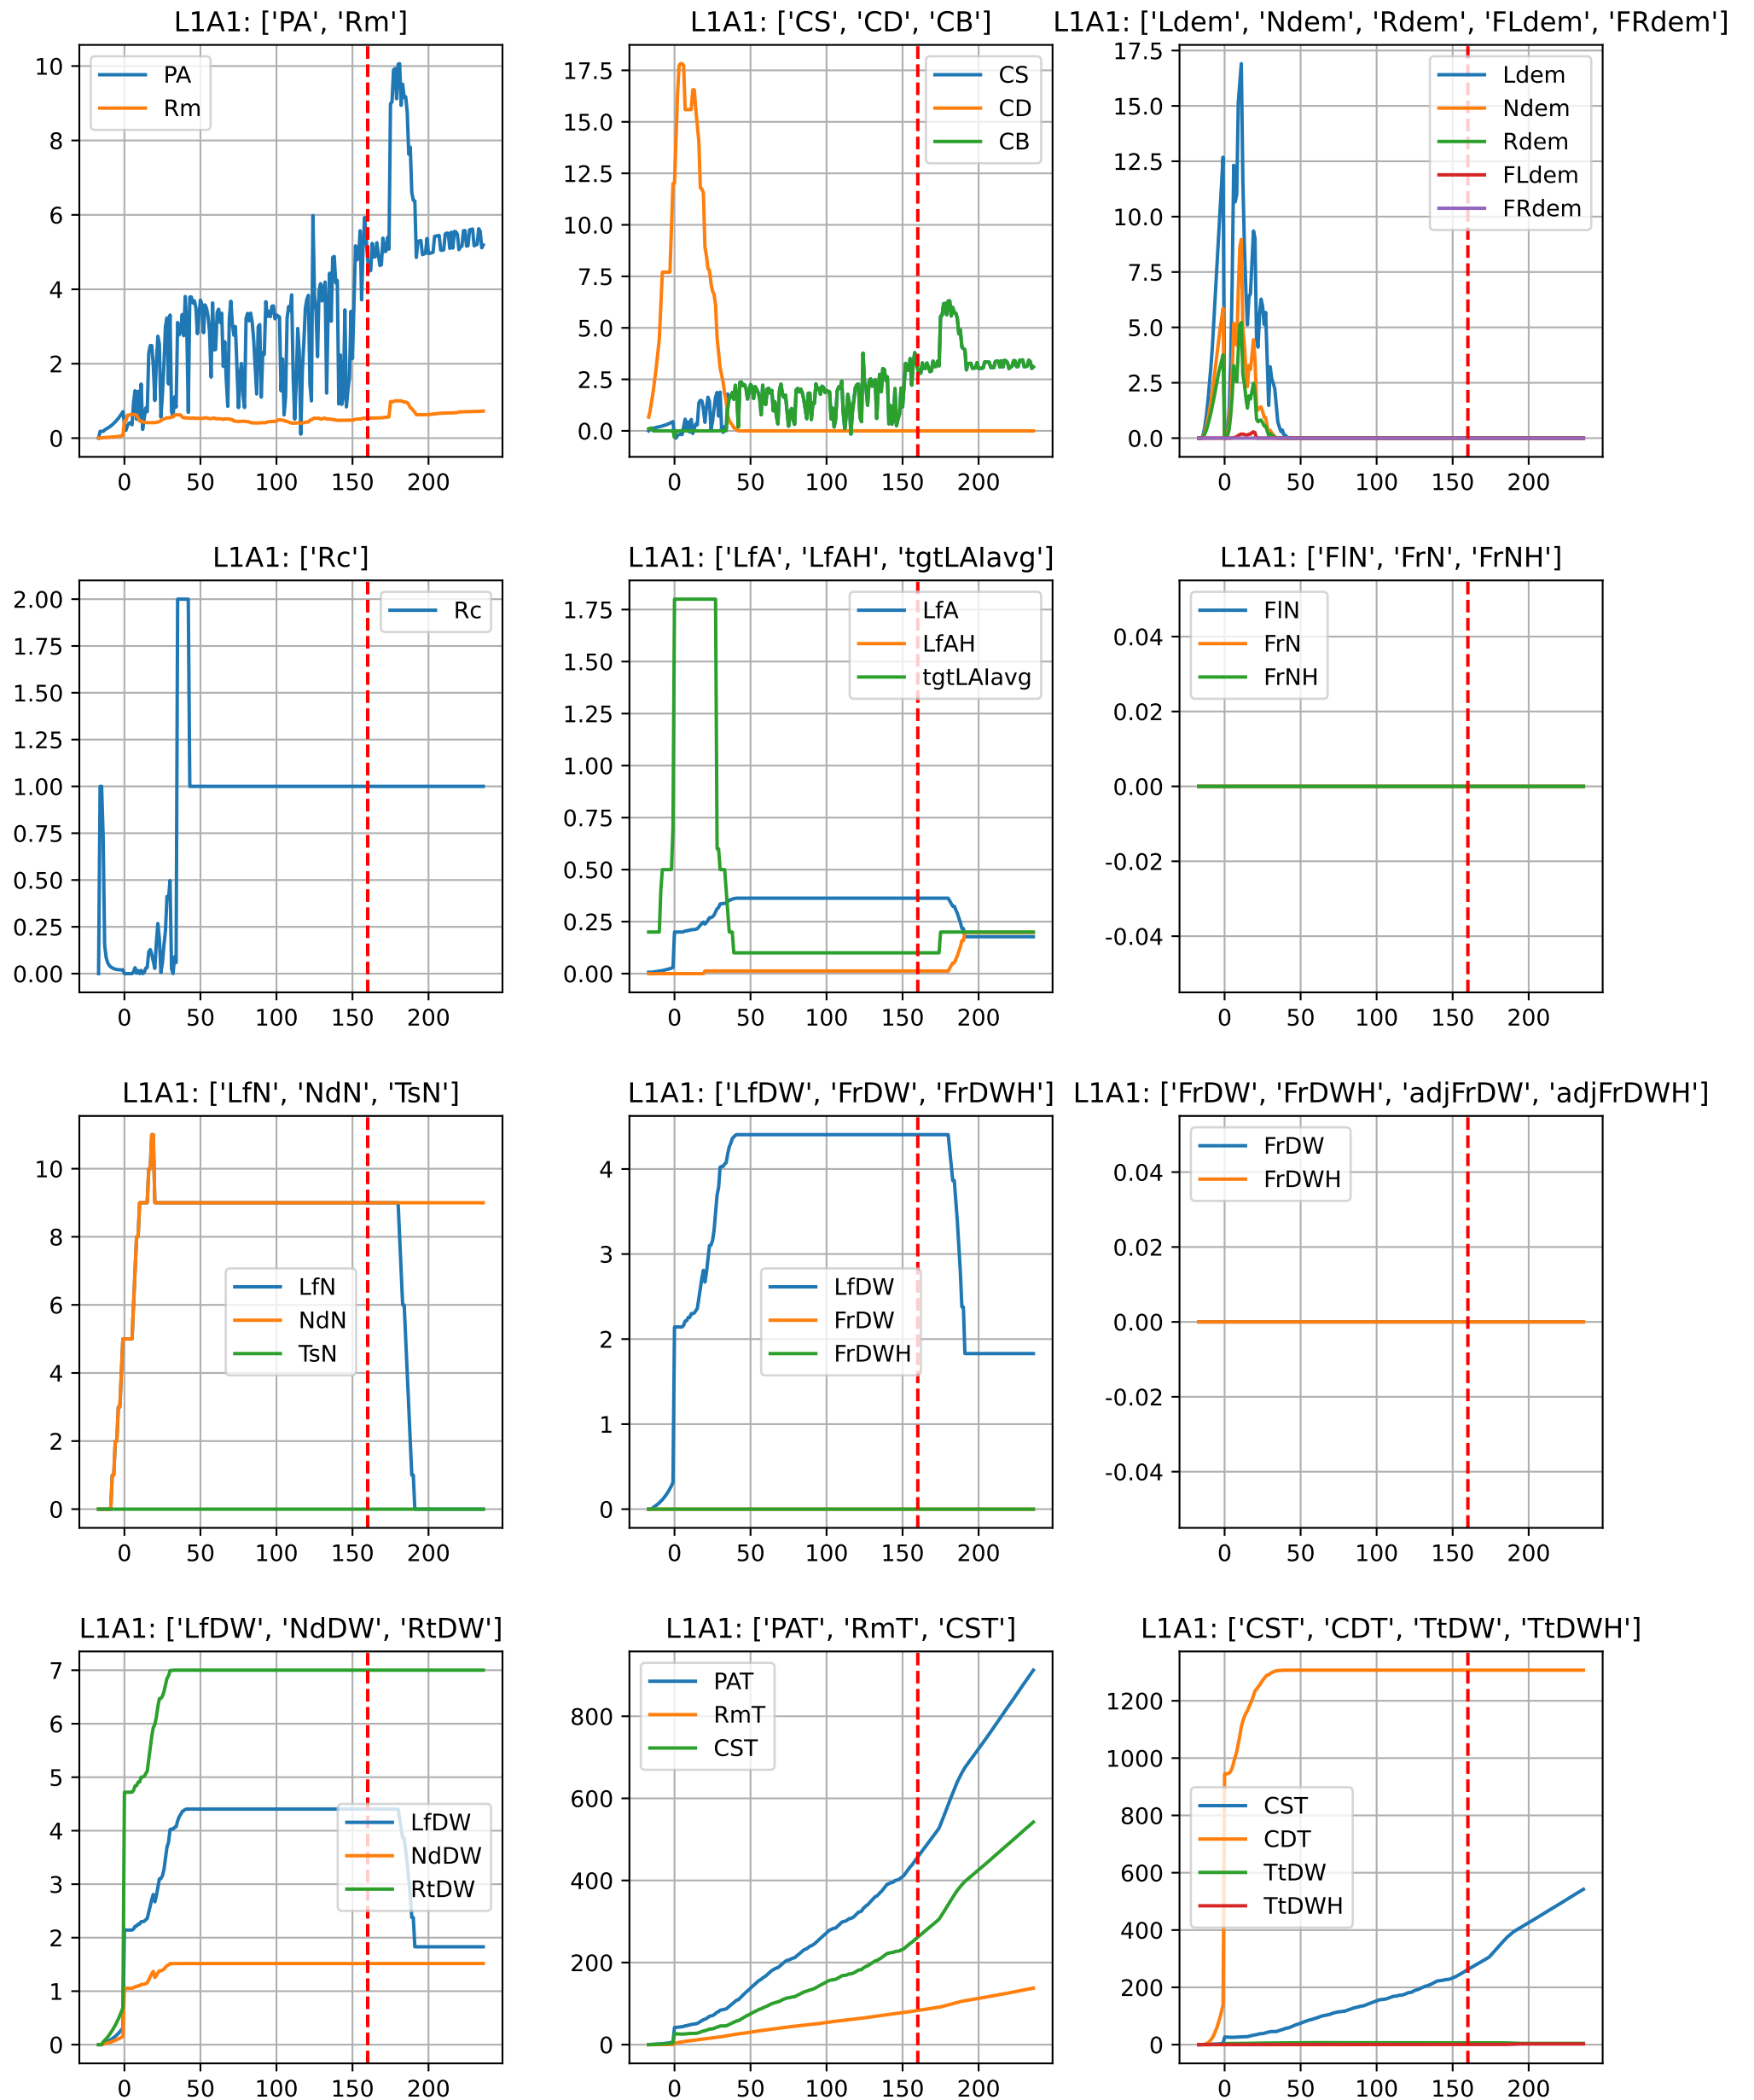 L1A1: ['PA', 'Rm']
10
8
6
4
2
0
PA
Rm
0 50 100 150 200
L1A1: ['CS', 'CD', 'CB']
17.5
15.0
12.5
10.0
7.5
5.0
2.5
0.0
CS
CD
CB
0 50 100 150 200
L1A1: ['Ldem', 'Ndem', 'Rdem', 'FLdem', 'FRdem']
17.5
15.0
12.5
10.0
7.5
5.0
2.5
0.0
Ldem
Ndem
Rdem
FLdem
FRdem
0 50 100 150 200
L1A1: ['Rc']
2.00
1.75
1.50
1.25
1.00
0.75
0.50
0.25
0.00
Rc
0 50 100 150 200
L1A1: ['LfA', 'LfAH', 'tgtLAIavg']
1.75
1.50
1.25
1.00
0.75
0.50
0.25
0.00
LfA
LfAH
tgtLAIavg
0 50 100 150 200
L1A1: ['FlN', 'FrN', 'FrNH']
0.04
0.02
0.00
-0.02
-0.04
FlN
FrN
FrNH
0 50 100 150 200
L1A1: ['LfN', 'NdN', 'TsN']
10
8
6
4
2
0
LfN
NdN
TsN
0 50 100 150 200
L1A1: ['LfDW', 'FrDW', 'FrDWH']
4
3
2
1
0
LfDW
FrDW
FrDWH
0 50 100 150 200
L1A1: ['FrDW', 'FrDWH', 'adjFrDW', 'adjFrDWH']
0.04
0.02
0.00
-0.02
-0.04
FrDW
FrDWH
0 50 100 150 200
L1A1: ['LfDW', 'NdDW', 'RtDW']
7
6
5
4
3
2
1
0
LfDW
NdDW
RtDW
0 50 100 150 200
L1A1: ['PAT', 'RmT', 'CST']
800
600
400
200
0
PAT
RmT
CST
0 50 100 150 200
L1A1: ['CST', 'CDT', 'TtDW', 'TtDWH']
1200
1000
800
600
400
200
0
CST
CDT
TtDW
TtDWH
0 50 100 150 200